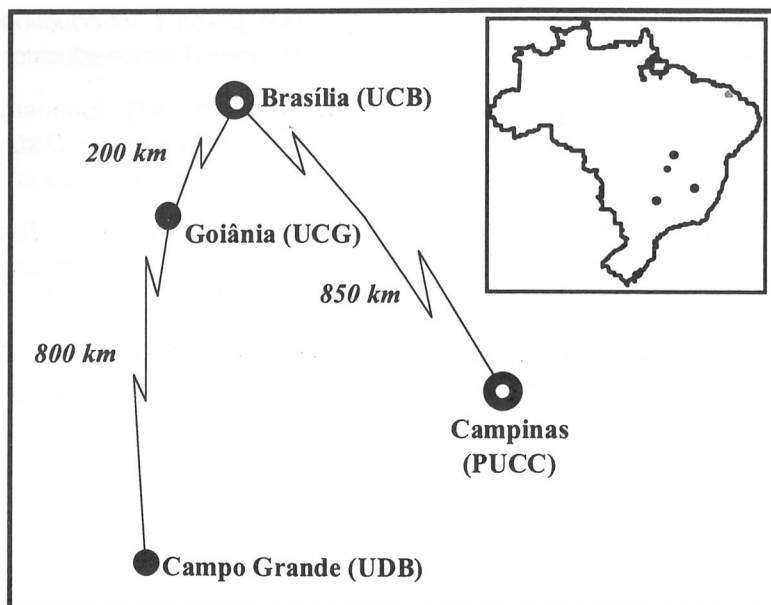 Brasília (UCB)
200 km
Goiânia (UCG)
850 km
800 km
Campinas
(PUCC)
Campo Grande (UDB)